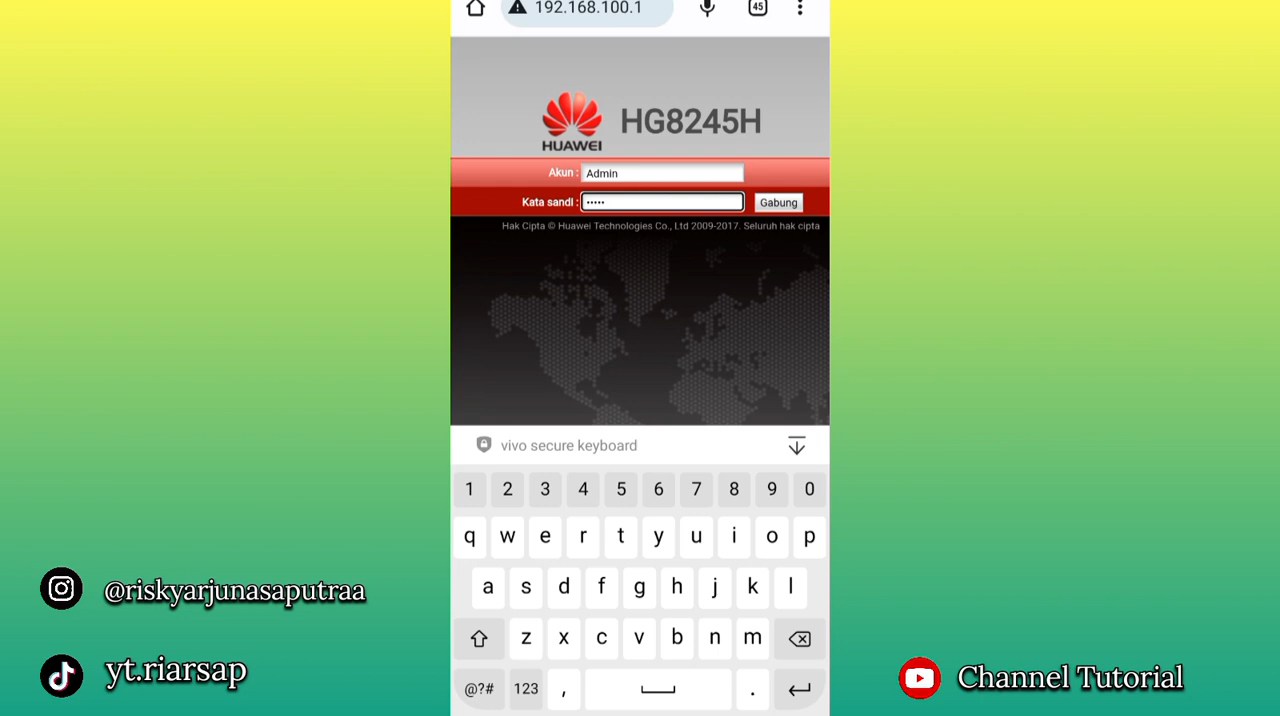 192.168.100.1
45
HUAWEI
HG8245H
Akun : Admin
Kata sandi : •••••
Gabung
Hak Cipta © Huawei Technologies Co., Ltd 2009-2017. Seluruh hak cipta
vivo secure keyboard
1 2 3 4 5 6 7 8 9 0
q w e r t y u i o p
a s d f g h j k l
z x c v b n m
@?# 123 , .
@riskyarjunasaputraa
yt.riarsap
Channel Tutorial